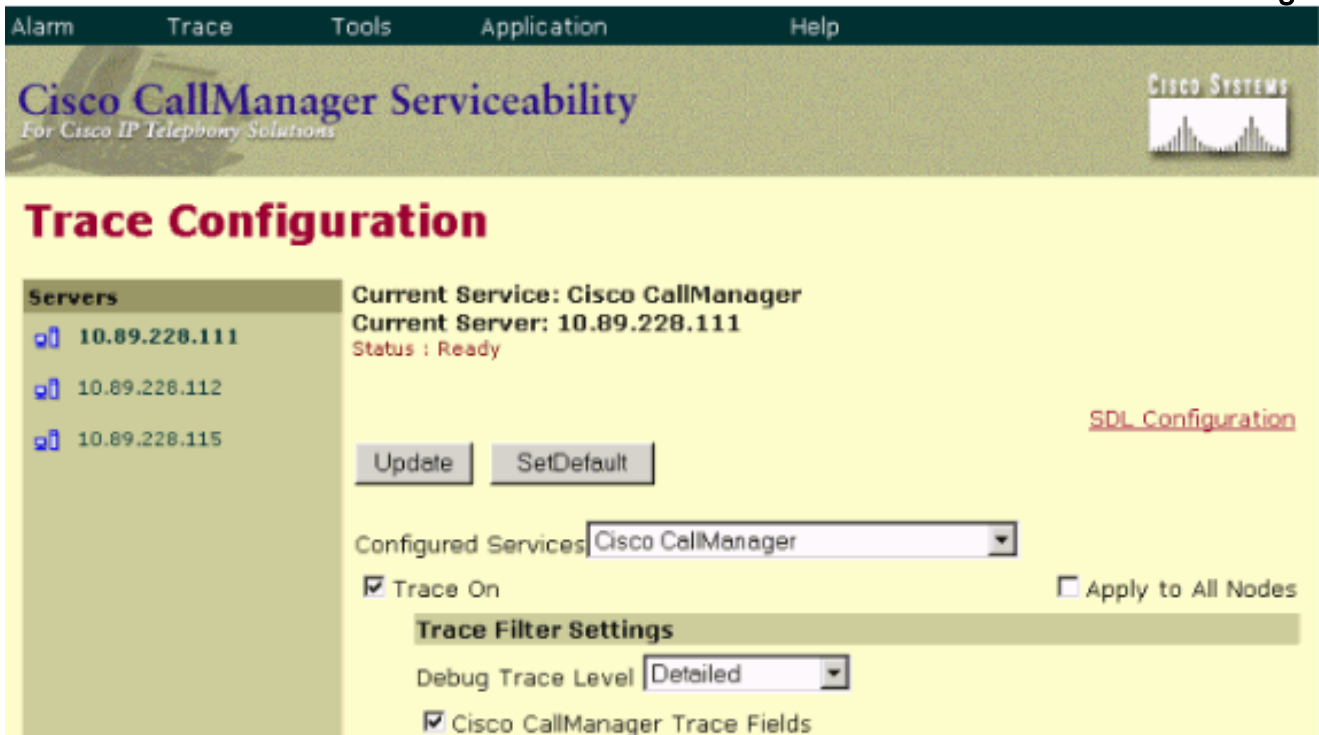 Alarm Trace Tools Application Help
Cisco CallManager Serviceability
For Cisco IP Telephony Solutions
CISCO SYSTEMS
Trace Configuration
Servers
10.89.228.111
10.89.228.112
10.89.228.115
Current Service: Cisco CallManager
Current Server: 10.89.228.111
Status : Ready
SDL Configuration
Update SetDefault
Configured Services Cisco CallManager
Trace On Apply to All Nodes
Trace Filter Settings
Debug Trace Level Detailed
Cisco CallManager Trace Fields